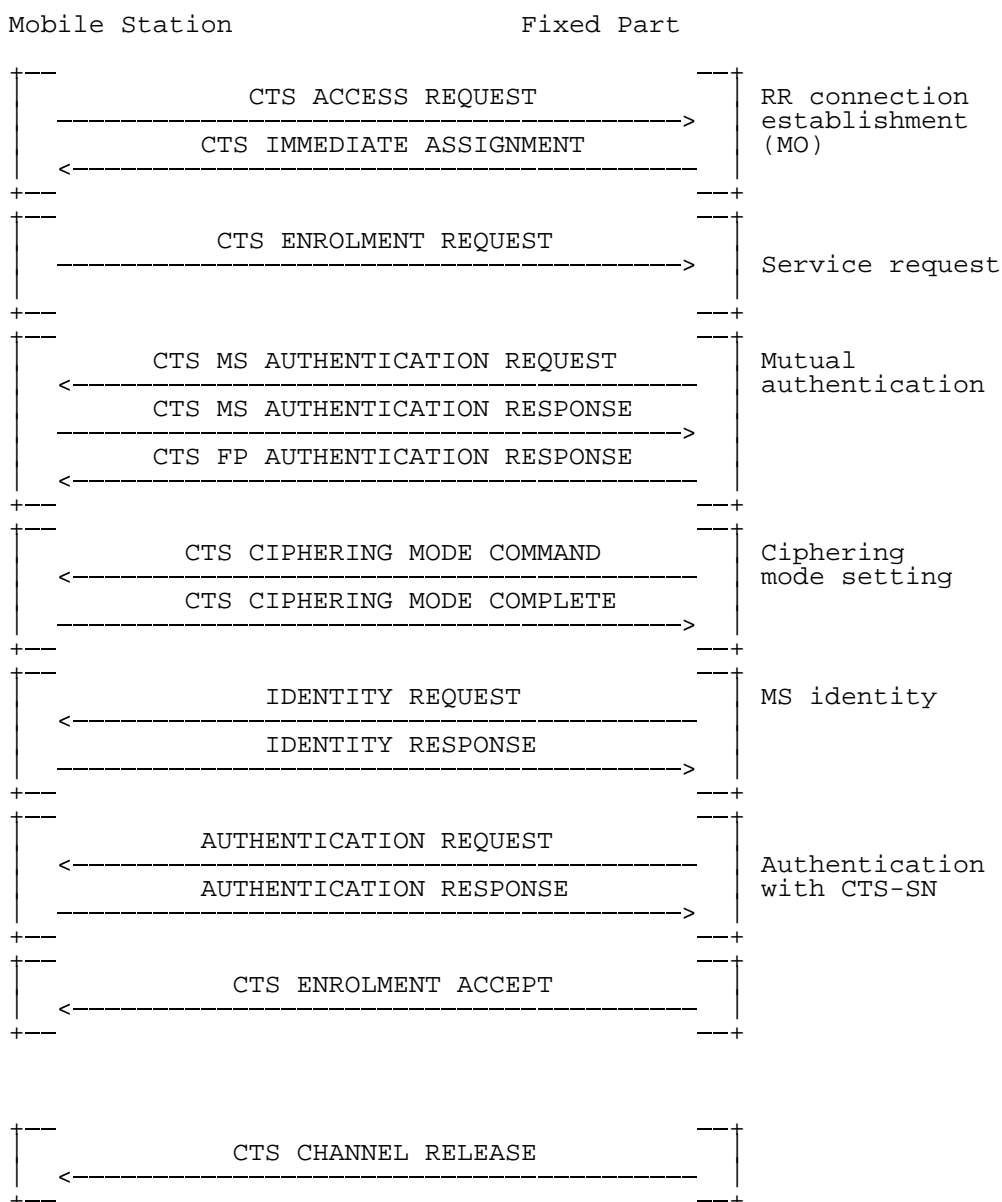 Mobile Station Fixed Part
CTS ACCESS REQUEST RR connection
establishment
CTS IMMEDIATE ASSIGNMENT (MO)
CTS ENROLMENT REQUEST
Service request
CTS MS AUTHENTICATION REQUEST Mutual
authentication
CTS MS AUTHENTICATION RESPONSE
CTS FP AUTHENTICATION RESPONSE
CTS CIPHERING MODE COMMAND Ciphering
mode setting
CTS CIPHERING MODE COMPLETE
IDENTITY REQUEST MS identity
IDENTITY RESPONSE
AUTHENTICATION REQUEST
Authentication
AUTHENTICATION RESPONSE with CTS-SN
CTS ENROLMENT ACCEPT
CTS CHANNEL RELEASE